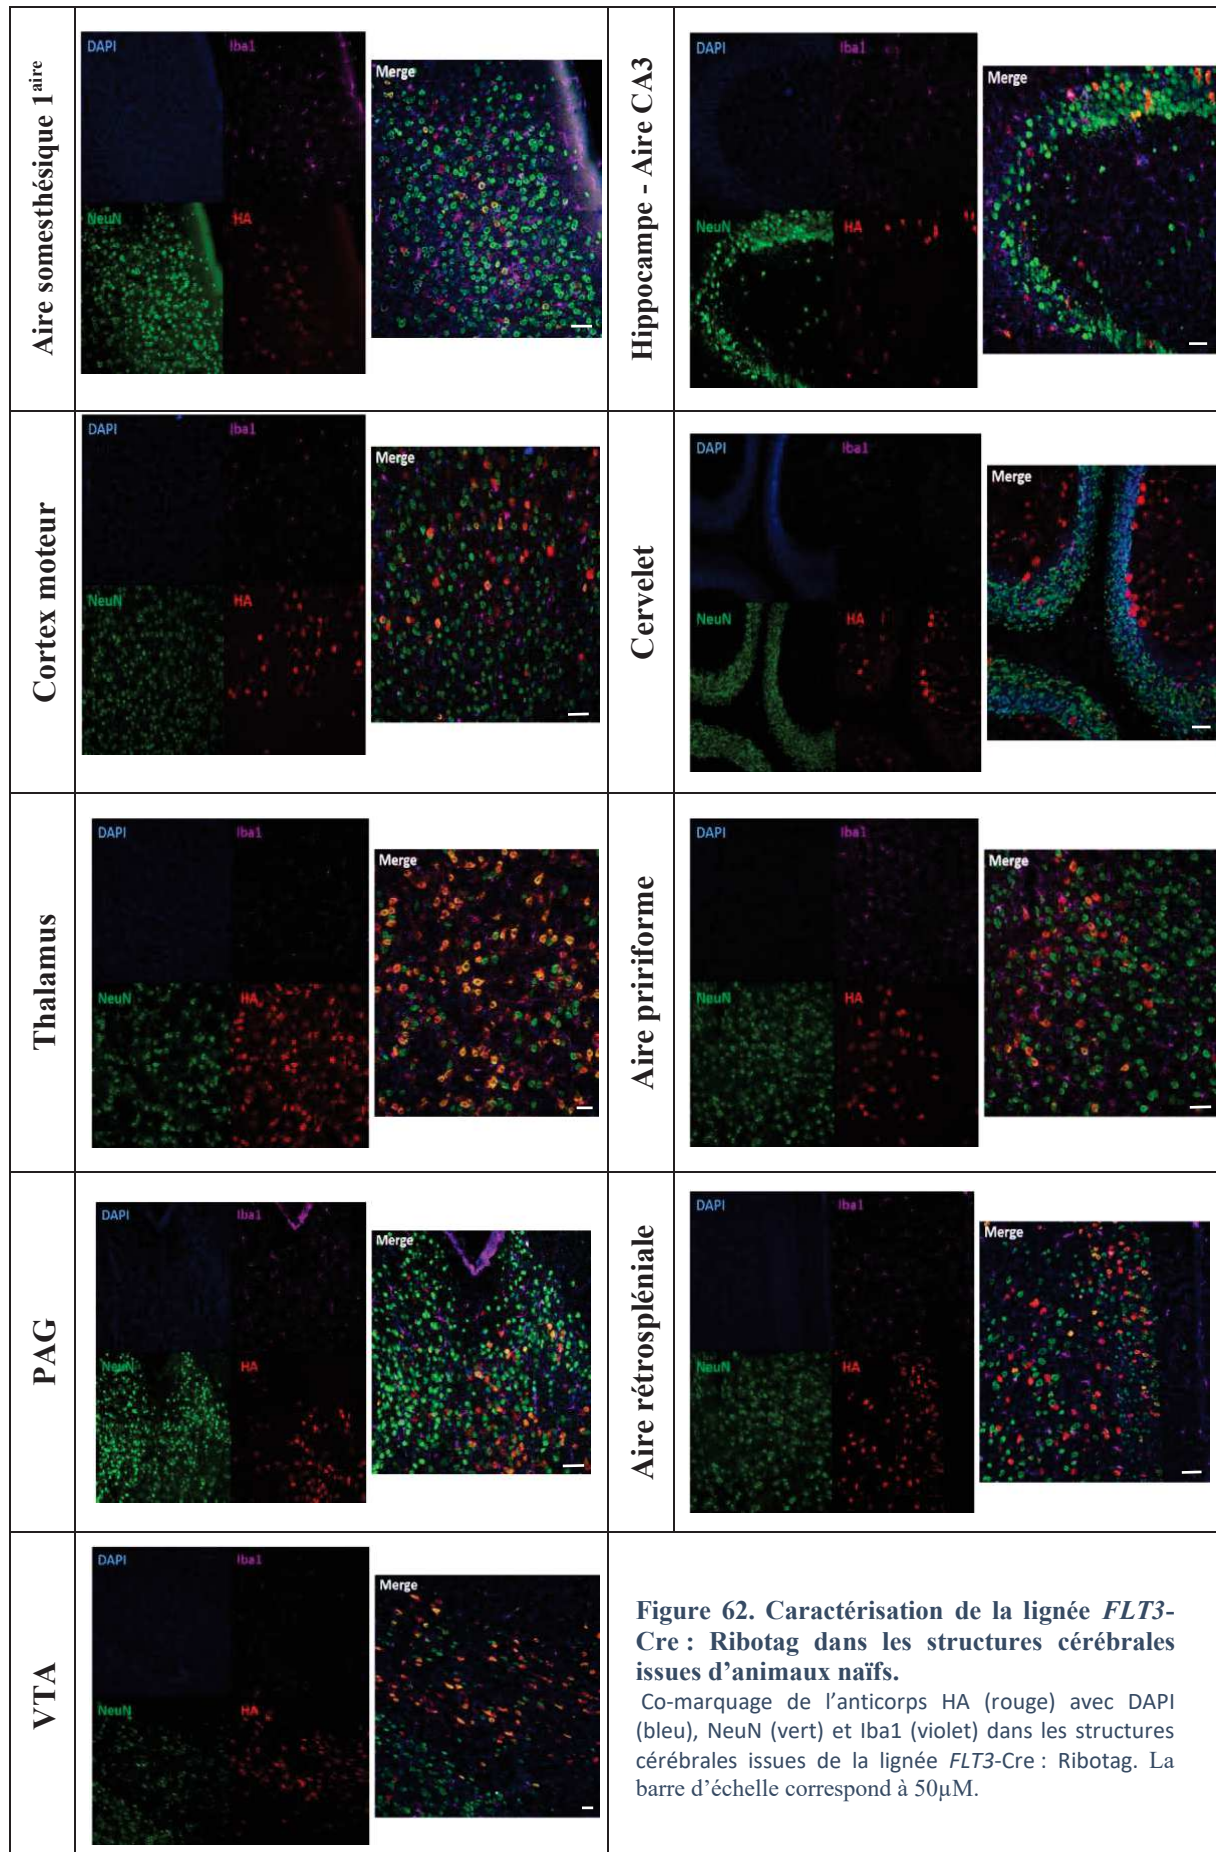 Aire somesthésique 1aire
DAPI
Iba1
NeuN
HA
Merge
Hippocampe - Aire CA3
DAPI
Iba1
NeuN
HA
Merge
Cortex moteur
DAPI
Iba1
NeuN
HA
Merge
Cervelet
DAPI
Iba1
NeuN
HA
Merge
Thalamus
DAPI
Iba1
NeuN
HA
Merge
Aire piriforme
DAPI
Iba1
NeuN
HA
Merge
PAG
DAPI
Iba1
NeuN
HA
Merge
Aire rétrospléniale
DAPI
Iba1
NeuN
HA
Merge
VTA
DAPI
Iba1
NeuN
HA
Merge
Figure 62. Caractérisation de la lignée FLT3-
Cre : Ribotag dans les structures cérébrales
issues d'animaux naïfs.
Co-marquage de l'anticorps HA (rouge) avec DAPI
(bleu), NeuN (vert) et Iba1 (violet) dans les structures
cérébrales issues de la lignée FLT3-Cre : Ribotag. La
barre d'échelle correspond à 50µM.